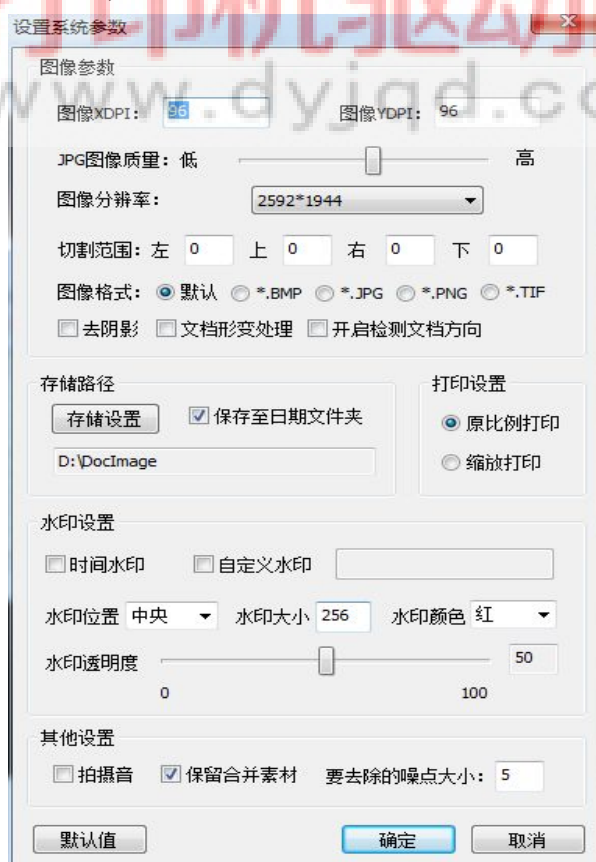 设置系统参数
www.dyjqd.co
图像参数
图像XDPI: 96 图像YDPI: 96
JPG图像质量: 低 高
图像分辨率: 2592*1944
切割范围: 左 0 上 0 右 0 下 0
图像格式: 默认 *.BMP *.JPG *.PNG *.TIF
去阴影 文档形变处理 开启检测文档方向
存储路径
存储设置 保存至日期文件夹
D:\DocImage
打印设置
原比例打印
缩放打印
水印设置
时间水印 自定义水印
水印位置 中央 水印大小 256 水印颜色 红
水印透明度 50
0 100
其他设置
拍摄音 保留合并素材 要去除的噪点大小: 5
默认值 确定 取消